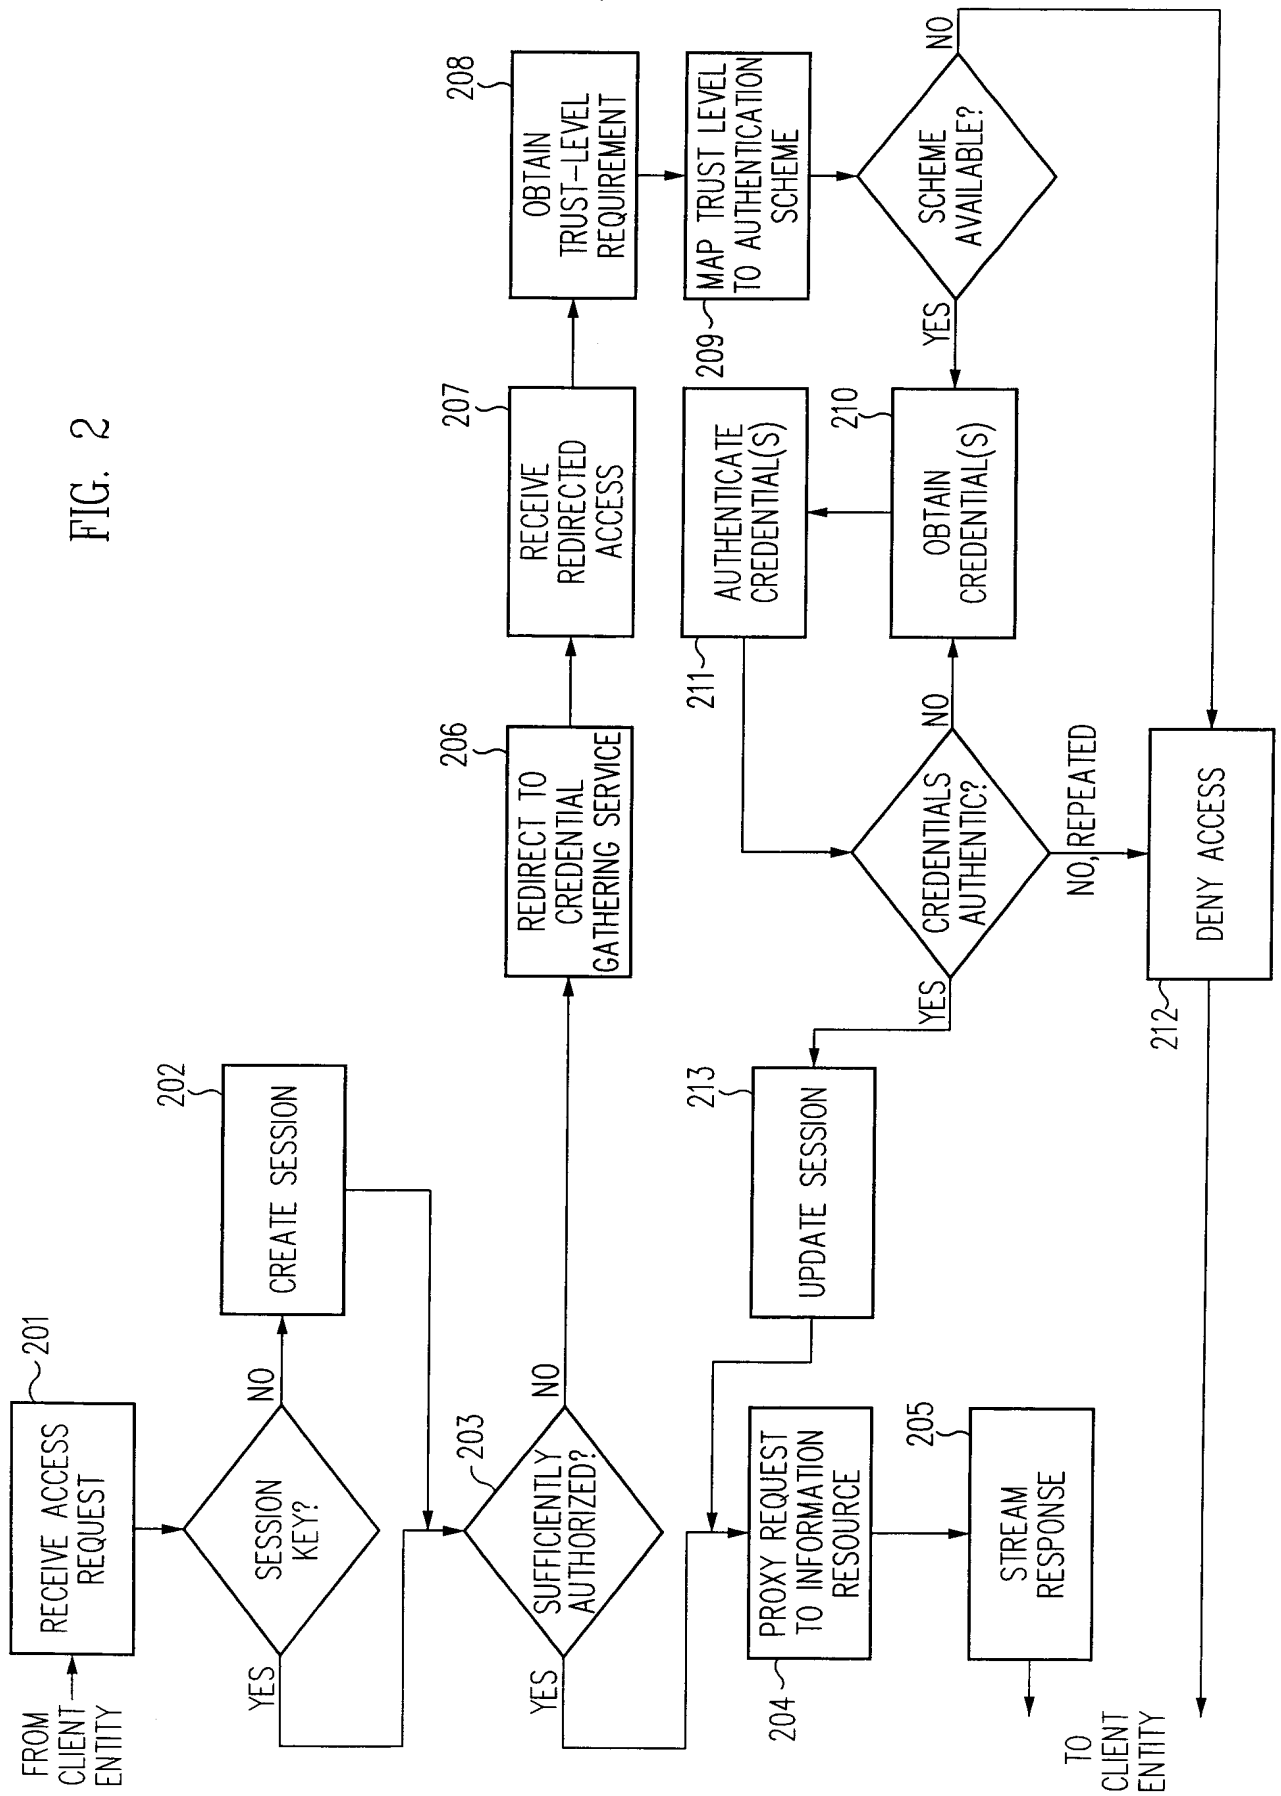 FIG. 2
FROM
CLIENT
ENTITY
RECEIVE ACCESS
REQUEST
201
SESSION
KEY?
YES
NO
CREATE SESSION
202
SUFFICIENTLY
AUTHORIZED?
203
YES
NO
REDIRECT TO
CREDENTIAL
GATHERING SERVICE
206
RECEIVE
REDIRECTED
ACCESS
207
OBTAIN
TRUST-LEVEL
REQUIREMENT
208
MAP TRUST LEVEL
TO AUTHENTICATION
SCHEME
209
SCHEME
AVAILABLE?
YES
NO
OBTAIN
CREDENTIAL(S)
210
AUTHENTICATE
CREDENTIAL(S)
211
CREDENTIALS
AUTHENTIC?
YES
NO
NO, REPEATED
UPDATE SESSION
213
DENY ACCESS
212
PROXY REQUEST
TO INFORMATION
RESOURCE
204
STREAM
RESPONSE
205
TO
CLIENT
ENTITY